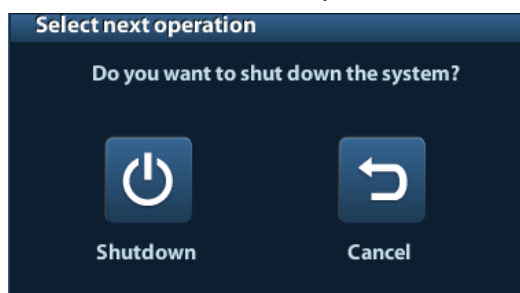 Select next operation
Do you want to shut down the system?
Shutdown
Cancel